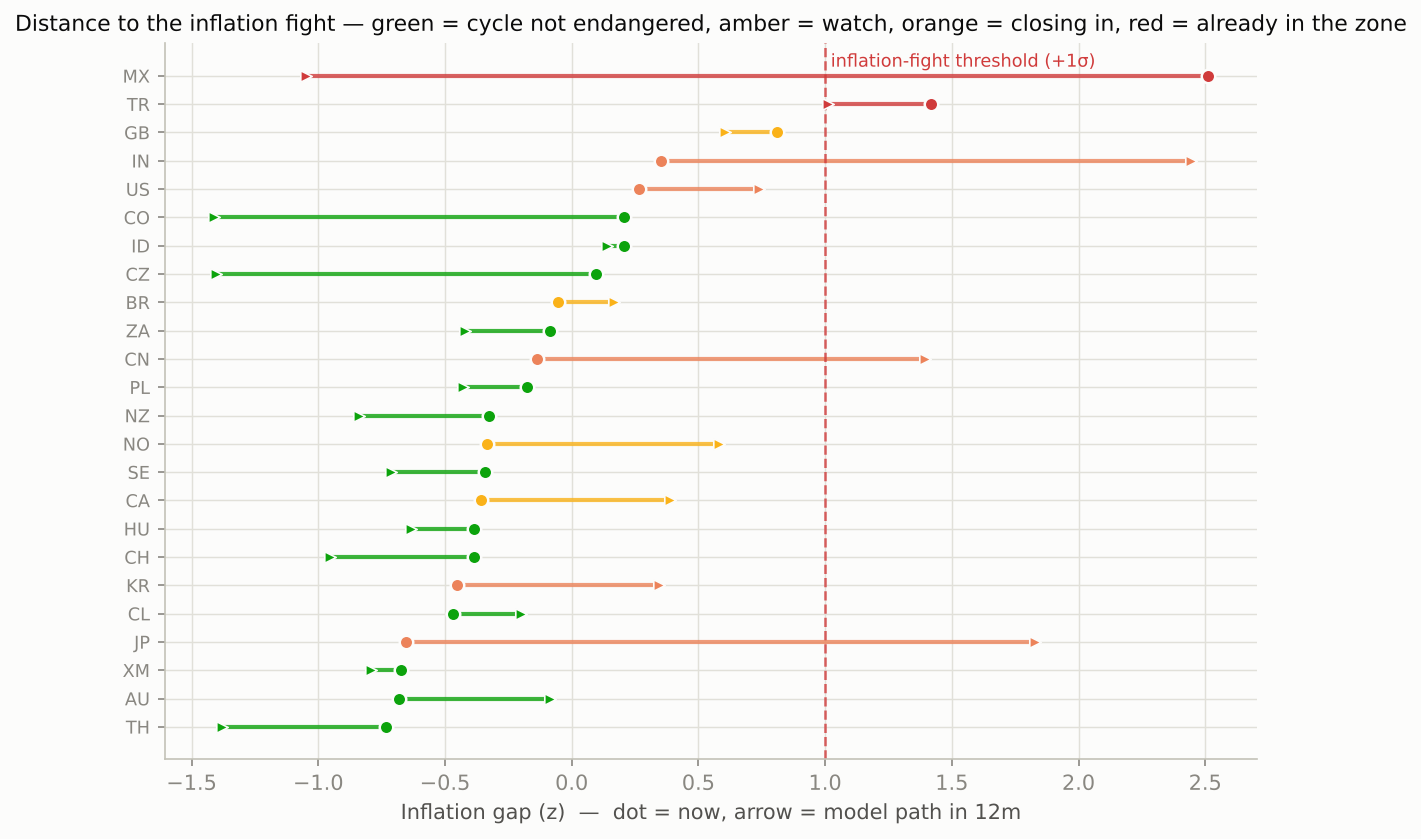 Distance to the inflation fight — green = cycle not endangered, amber = watch, orange = closing in, red = already in the zone
inflation-fight threshold (+1σ)
MX
TR
GB
IN
US
CO
ID
CZ
BR
ZA
CN
PL
NZ
NO
SE
CA
HU
CH
KR
CL
JP
XM
AU
TH
−1.5 −1.0 −0.5 0.0 0.5 1.0 1.5 2.0 2.5
Inflation gap (z) — dot = now, arrow = model path in 12m